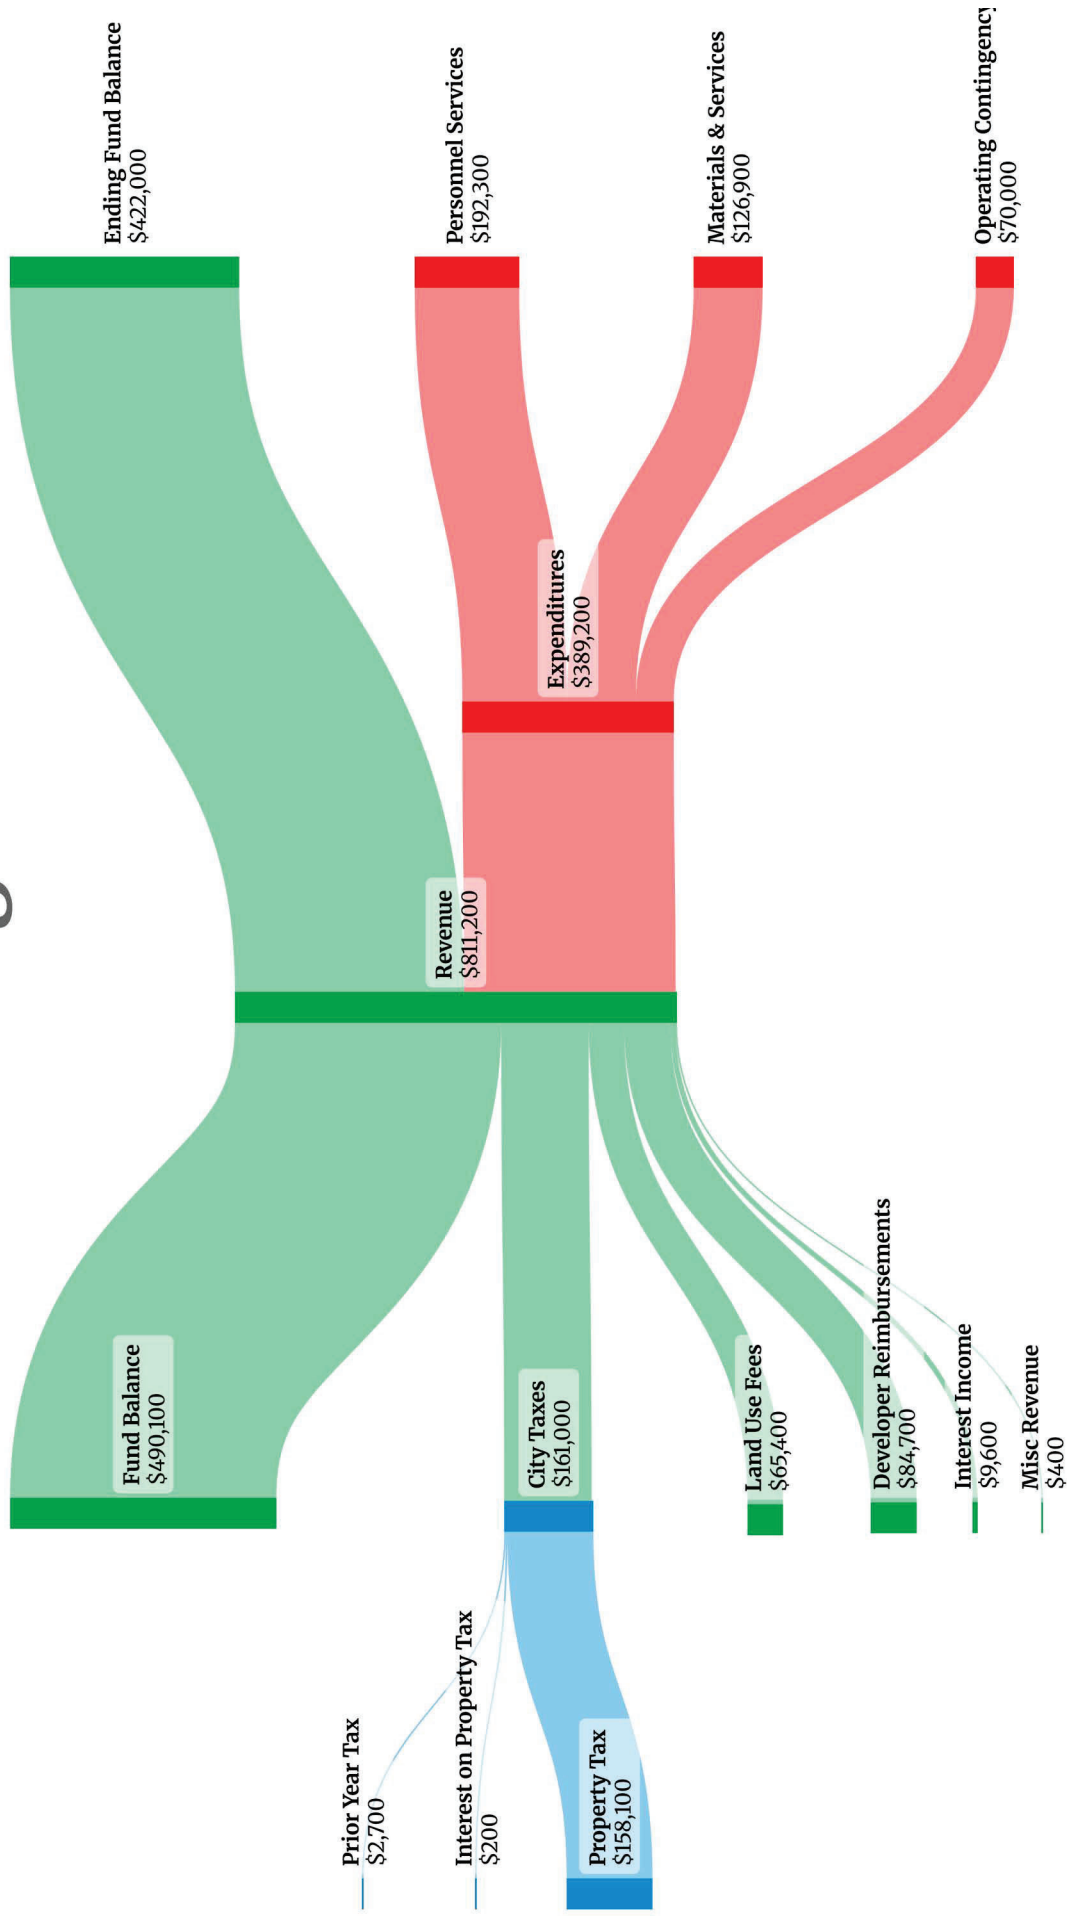 Prior Year Tax
$2,700
Interest on Property Tax
$200
Property Tax
$158,100
Fund Balance
$490,100
City Taxes
$161,000
Land Use Fees
$65,400
Developer Reimbursements
$84,700
Interest Income
$9,600
Misc Revenue
$400
Revenue
$811,200
Expenditures
$389,200
Ending Fund Balance
$422,000
Personnel Services
$192,300
Materials & Services
$126,900
Operating Contingency
$70,000